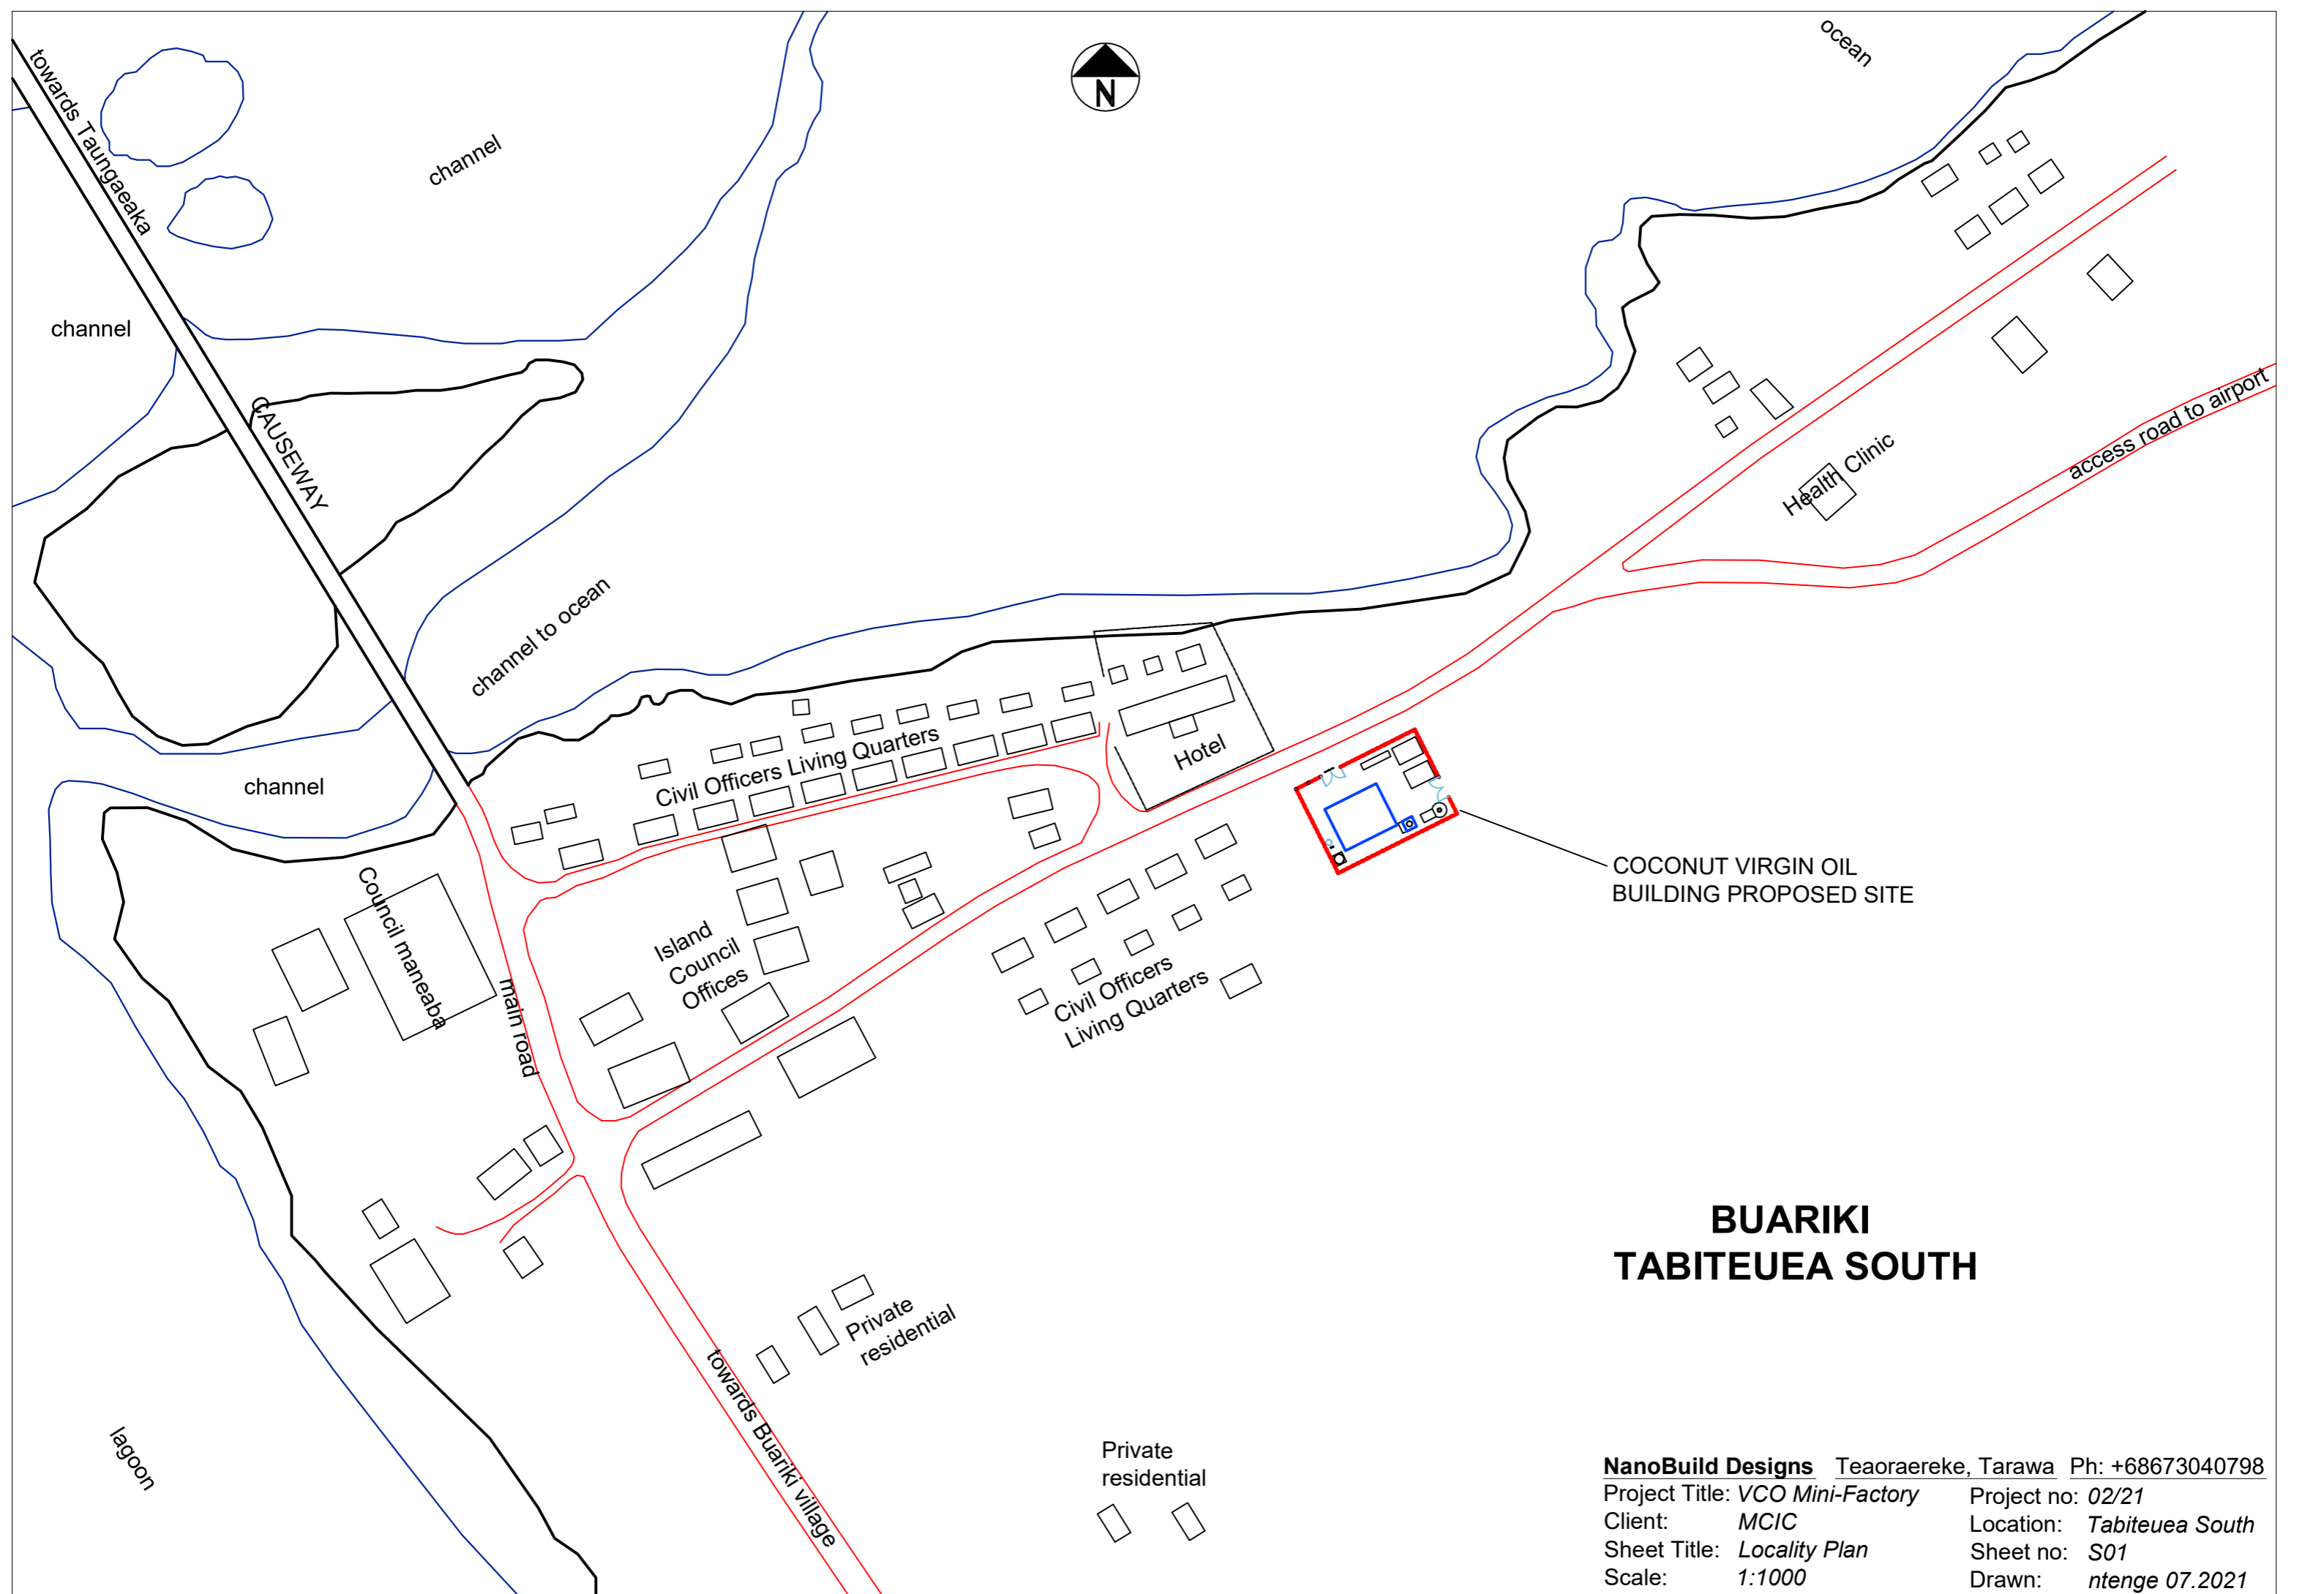 towards Taungaeaka
channel
N
ocean
channel
CAUSEWAY
channel to ocean
channel
Health Clinic
access road to airport
Hotel
Civil Officers Living Quarters
COCONUT VIRGIN OIL
BUILDING PROPOSED SITE
Council maneaba
main road
Island
Council
Offices
Civil Officers
Living Quarters
Private
residential
towards Buariki village
lagoon
Private
residential
BUARIKI
TABITEUEA SOUTH
NanoBuild Designs Teaoraereke, Tarawa Ph: +68673040798
Project Title: VCO Mini-Factory Project no: 02/21
Client: MCIC Location: Tabiteuea South
Sheet Title: Locality Plan Sheet no: S01
Scale: 1:1000 Drawn: ntenge 07.2021